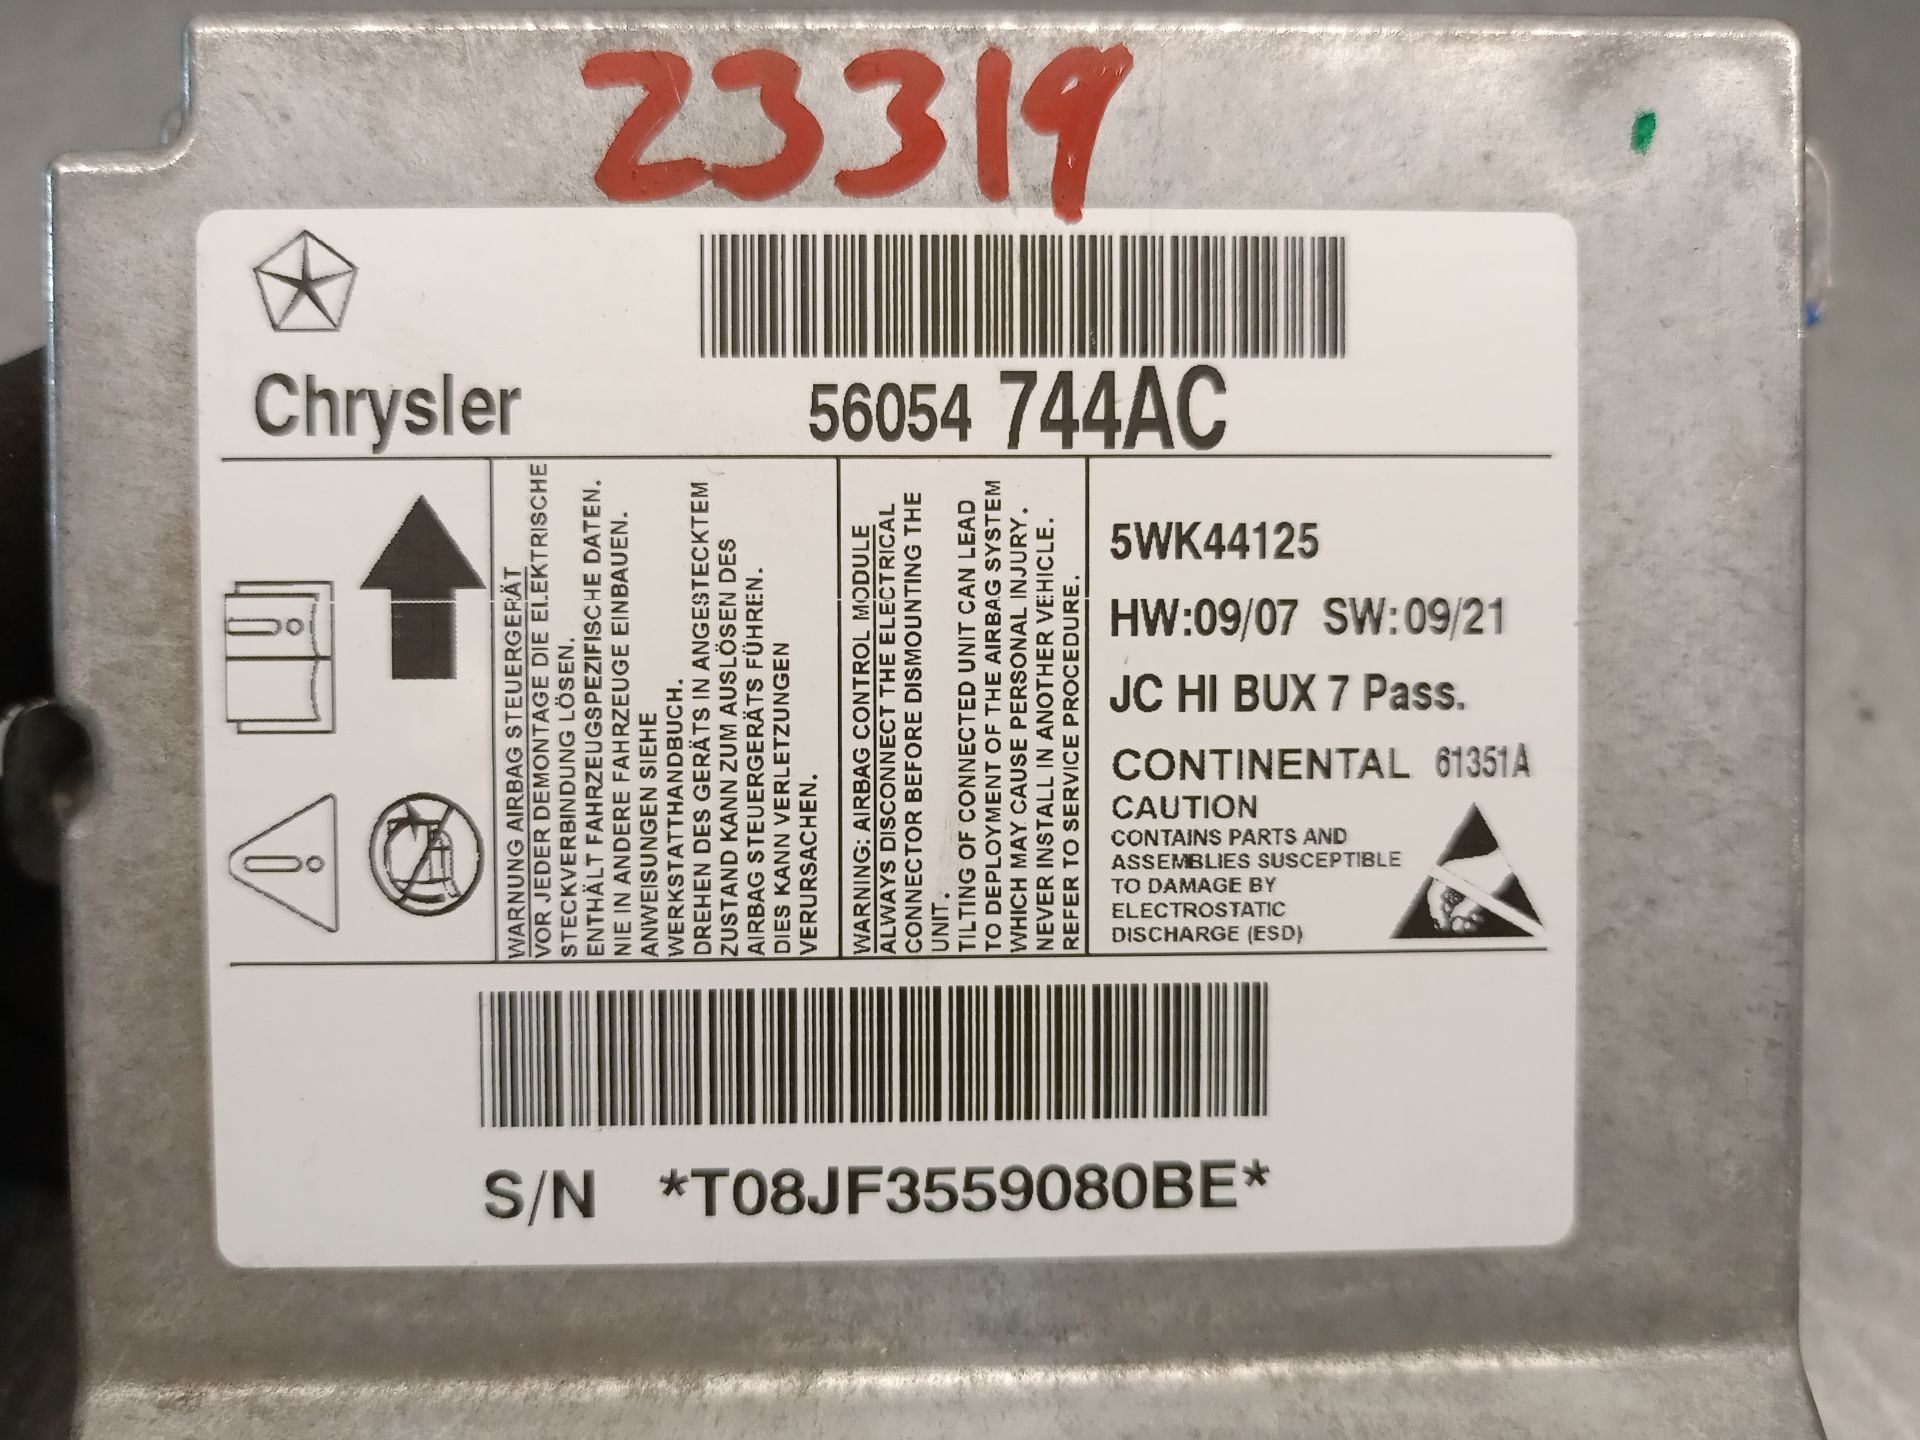 23319
Chrysler
56054 744AC
WARNUNG AIRBAG STEUERGERÄT
VOR JEDER DEMONTAGE DIE ELEKTRISCHE
STECKVERBINDUNG LÖSEN.
ENTHÄLT FAHRZEUGSPEZIFISCHE DATEN.
NIE IN ANDERE FAHRZEUGE EINBAUEN.
ANWEISUNGEN SIEHE
WERKSTATTHANDBUCH.
DREHEN DES GERÄTS IN ANGESTECKTEM
ZUSTAND KANN ZUM AUSLÖSEN DES
AIRBAG STEUERGERÄTS FÜHREN.
DIES KANN VERLETZUNGEN
VERURSACHEN.
WARNING: AIRBAG CONTROL MODULE
ALWAYS DISCONNECT THE ELECTRICAL
CONNECTOR BEFORE DISMOUNTING THE
UNIT.
TILTING OF CONNECTED UNIT CAN LEAD
TO DEPLOYMENT OF THE AIRBAG SYSTEM
WHICH MAY CAUSE PERSONAL INJURY.
NEVER INSTALL IN ANOTHER VEHICLE.
REFER TO SERVICE PROCEDURE.
5WK44125
HW:09/07 SW:09/21
JC HI BUX 7 Pass.
CONTINENTAL 61351A
CAUTION
CONTAINS PARTS AND
ASSEMBLIES SUSCEPTIBLE
TO DAMAGE BY
ELECTROSTATIC
DISCHARGE (ESD)
S/N *T08JF3559080BE*